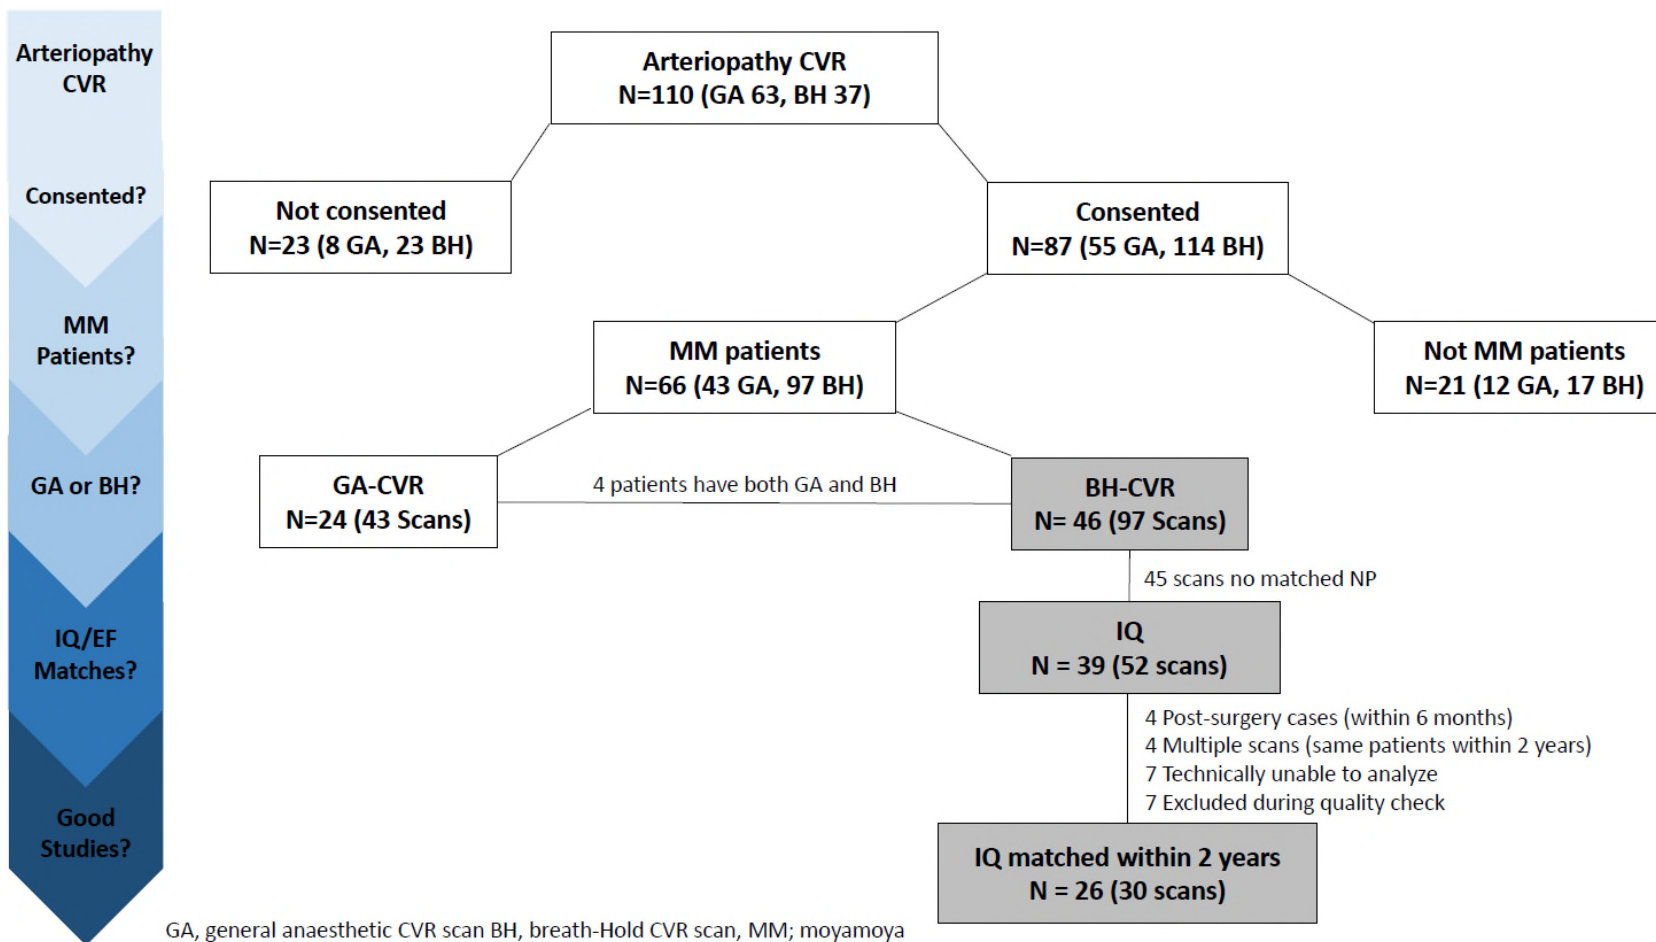 Arteriopathy
CVR
Consented?
MM
Patients?
GA or BH?
IQ/EF
Matches?
Good
Studies?
Arteriopathy CVR
N=110 (GA 63, BH 37)
Not consented
N=23 (8 GA, 23 BH)
Consented
N=87 (55 GA, 114 BH)
MM patients
N=66 (43 GA, 97 BH)
Not MM patients
N=21 (12 GA, 17 BH)
GA-CVR
N=24 (43 Scans)
4 patients have both GA and BH
BH-CVR
N= 46 (97 Scans)
45 scans no matched NP
IQ
N = 39 (52 scans)
4 Post-surgery cases (within 6 months)
4 Multiple scans (same patients within 2 years)
7 Technically unable to analyze
7 Excluded during quality check
IQ matched within 2 years
N = 26 (30 scans)
GA, general anaesthetic CVR scan BH, breath-Hold CVR scan, MM; moyamoya